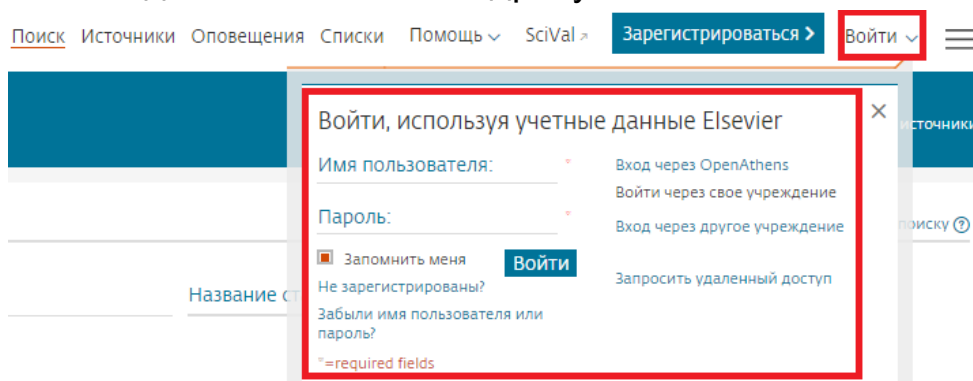 Поиск Источники Оповещения Списки Помощь SciVal Зарегистрироваться Войти
Войти, используя учетные данные Elsevier
источники
Имя пользователя: *
Вход через OpenAthens
Войти через свое учреждение
Пароль: *
Вход через другое учреждение
поиску
Запомнить меня
Войти
Не зарегистрированы?
Запросить удаленный доступ
Название
Забыли имя пользователя или
пароль?
*=required fields